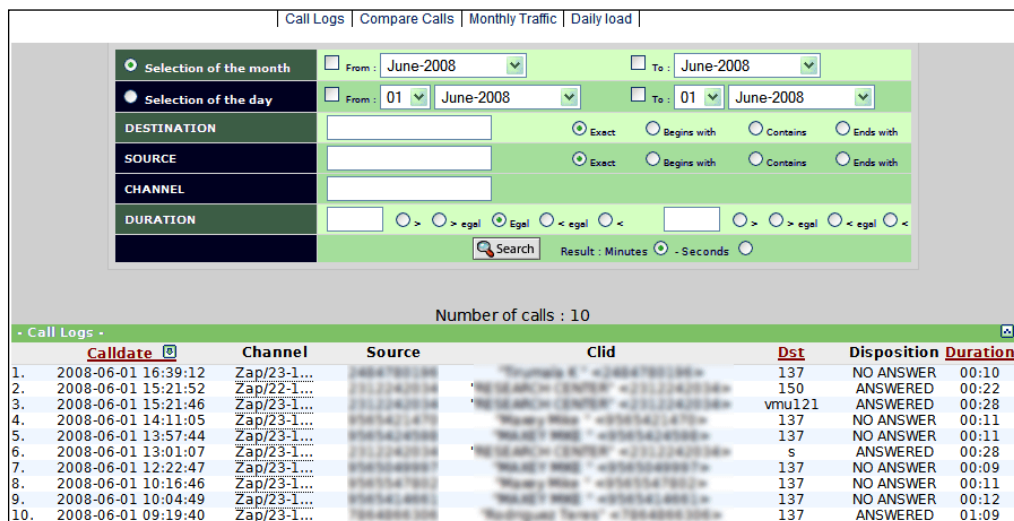 Call Logs | Compare Calls | Monthly Traffic | Daily load |
Selection of the month From : June-2008 To : June-2008
Selection of the day From : 01 June-2008 To : 01 June-2008
DESTINATION Exact Begins with Contains Ends with
SOURCE Exact Begins with Contains Ends with
CHANNEL
DURATION > > egal Egal < egal < > > egal < egal <
Search Result : Minutes - Seconds
Number of calls : 10
- Call Logs -
Calldate Channel Source Clid Dst Disposition Duration
1. 2008-06-01 16:39:12 Zap/23-1... 137 NO ANSWER 00:10
2. 2008-06-01 15:21:52 Zap/22-1... 150 ANSWERED 00:22
3. 2008-06-01 15:21:46 Zap/23-1... vmu121 ANSWERED 00:28
4. 2008-06-01 14:11:05 Zap/23-1... 137 NO ANSWER 00:11
5. 2008-06-01 13:57:44 Zap/23-1... 137 NO ANSWER 00:11
6. 2008-06-01 13:01:07 Zap/23-1... s ANSWERED 00:28
7. 2008-06-01 12:22:47 Zap/23-1... 137 NO ANSWER 00:09
8. 2008-06-01 10:16:46 Zap/23-1... 137 NO ANSWER 00:11
9. 2008-06-01 10:04:49 Zap/23-1... 137 NO ANSWER 00:12
10. 2008-06-01 09:19:40 Zap/23-1... 137 ANSWERED 01:09